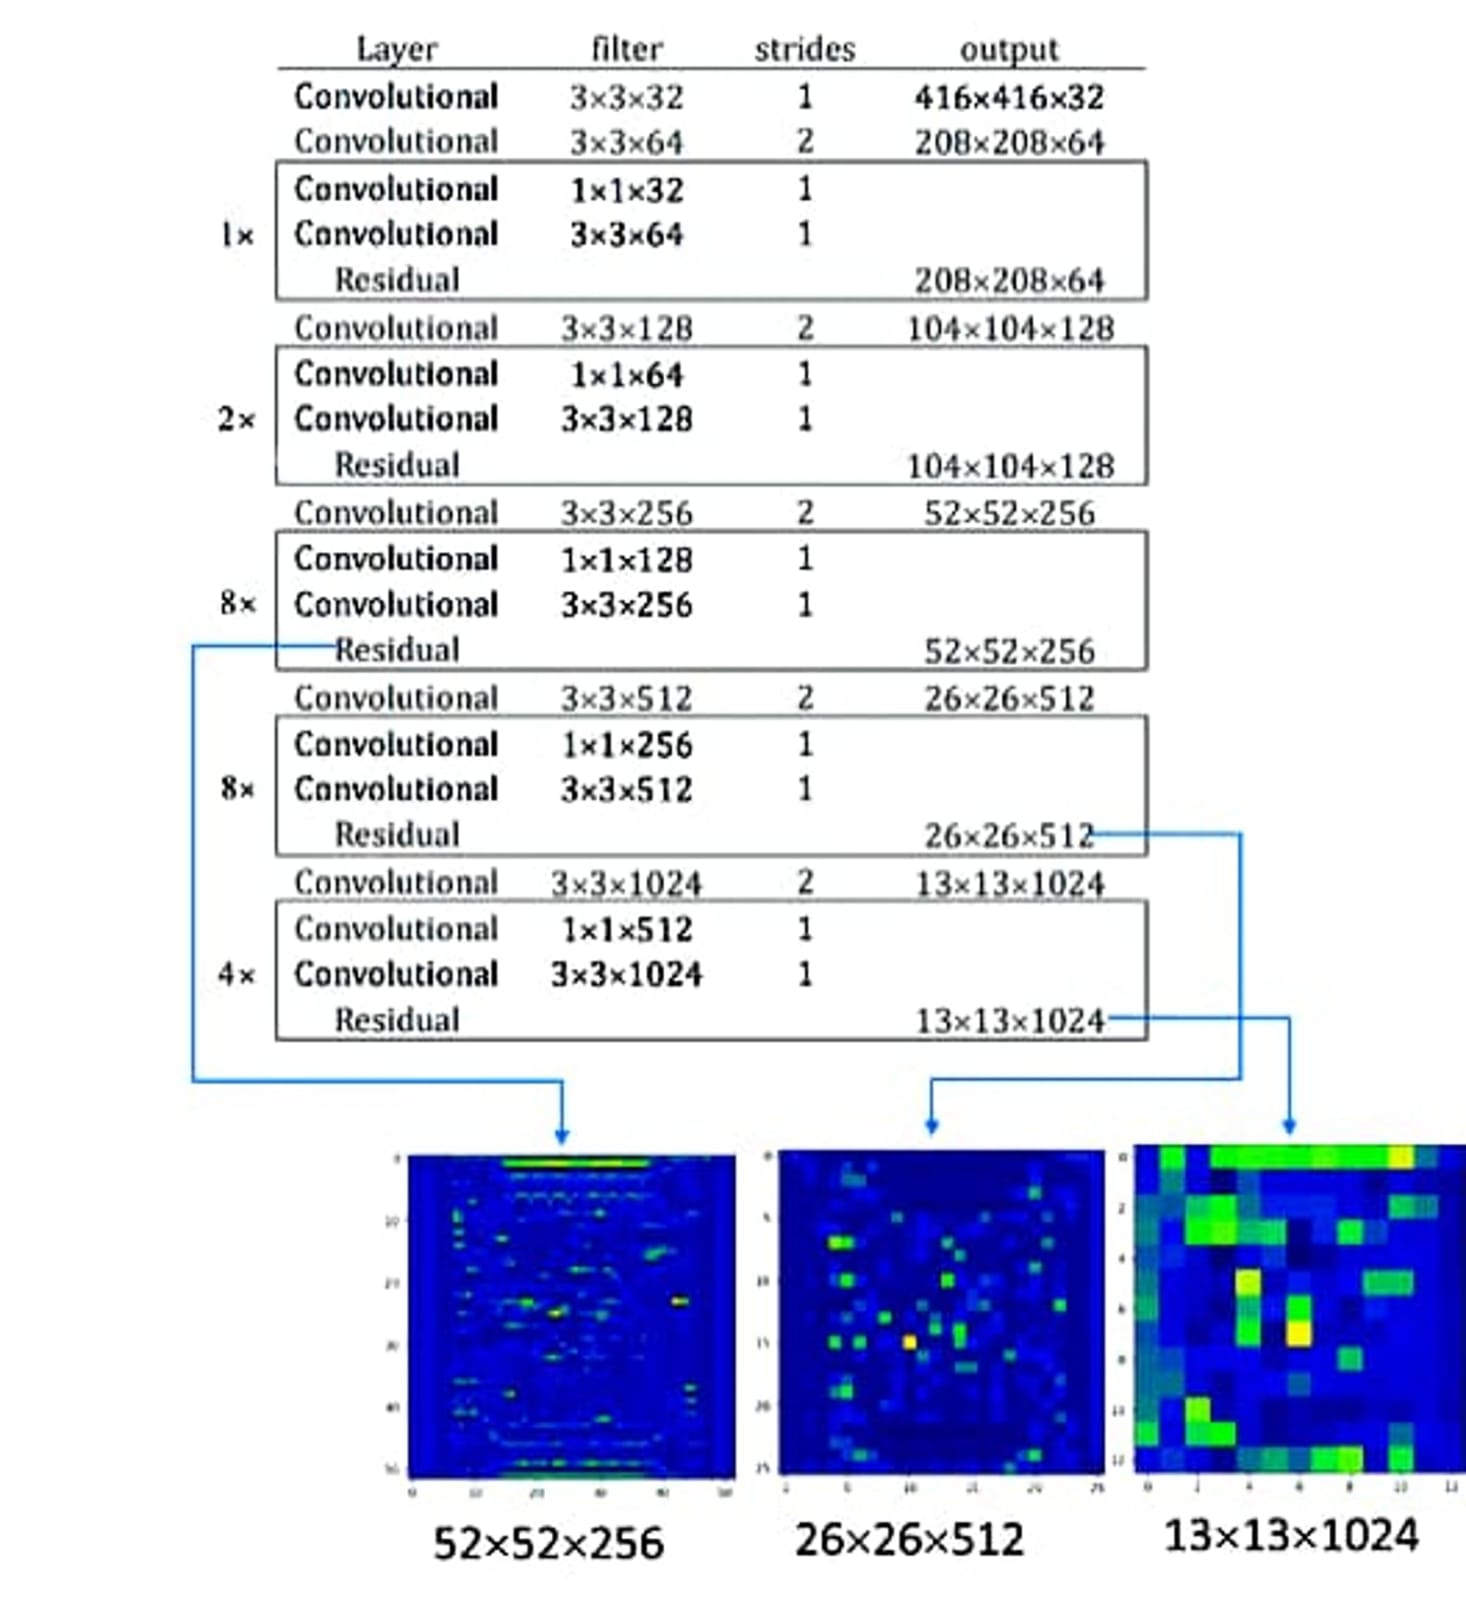 Layer filter strides output
Convolutional 3×3×32 1 416×416×32
Convolutional 3×3×64 2 208×208×64
Convolutional 1×1×32 1
1× Convolutional 3×3×64 1
Residual 208×208×64
Convolutional 3×3×128 2 104×104×128
Convolutional 1×1×64 1
2× Convolutional 3×3×128 1
Residual 104×104×128
Convolutional 3×3×256 2 52×52×256
Convolutional 1×1×128 1
8× Convolutional 3×3×256 1
Residual 52×52×256
Convolutional 3×3×512 2 26×26×512
Convolutional 1×1×256 1
8× Convolutional 3×3×512 1
Residual 26×26×512
Convolutional 3×3×1024 2 13×13×1024
Convolutional 1×1×512 1
4× Convolutional 3×3×1024 1
Residual 13×13×1024
52×52×256 26×26×512 13×13×1024